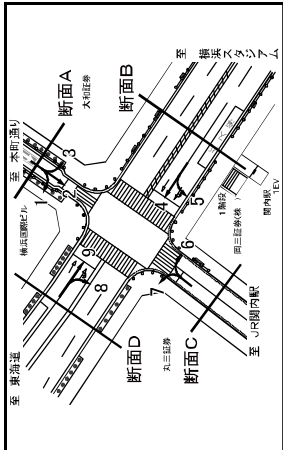 至 本町通り
断面A
大和証券
断面B
至 横浜スタジアム
横浜国際ビル
1
2
3
4
5
6
7
8
9
1階段
岡三証券(株)
関内駅
1EV
断面D
丸三証券
断面C
至 東海道
至 JR関内駅